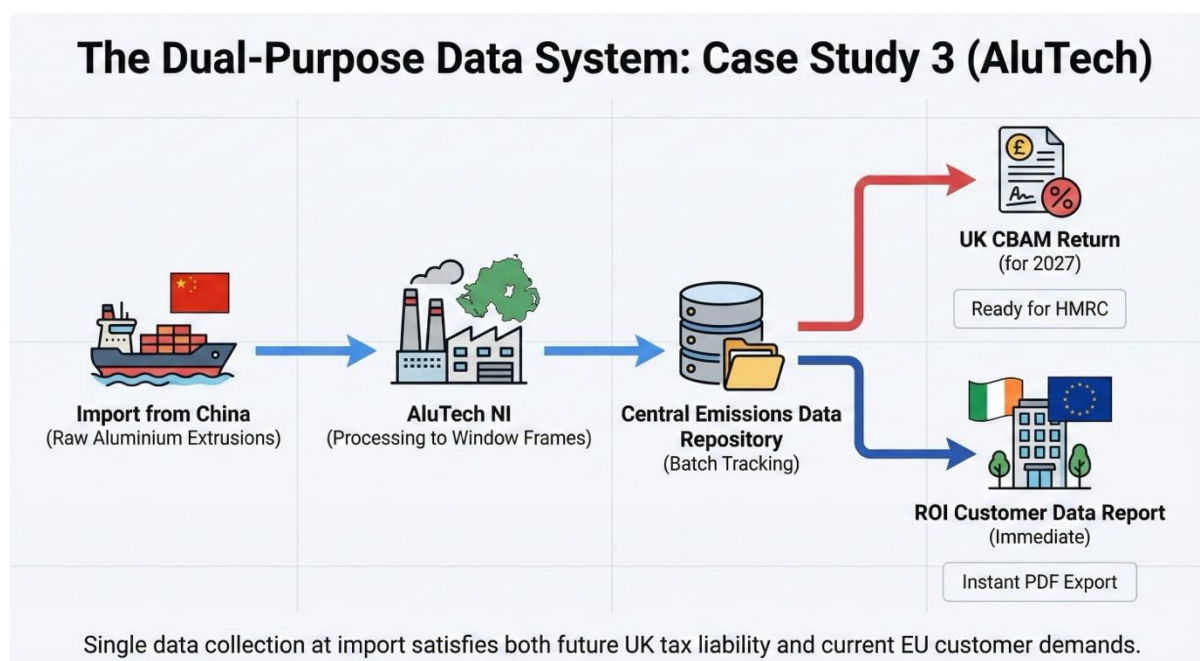 The Dual-Purpose Data System: Case Study 3 (AluTech)
Import from China
(Raw Aluminium Extrusions)
AluTech NI
(Processing to Window Frames)
Central Emissions Data
Repository
(Batch Tracking)
£
%
UK CBAM Return
(for 2027)
Ready for HMRC
ROI Customer Data Report
(Immediate)
Instant PDF Export
Single data collection at import satisfies both future UK tax liability and current EU customer demands.